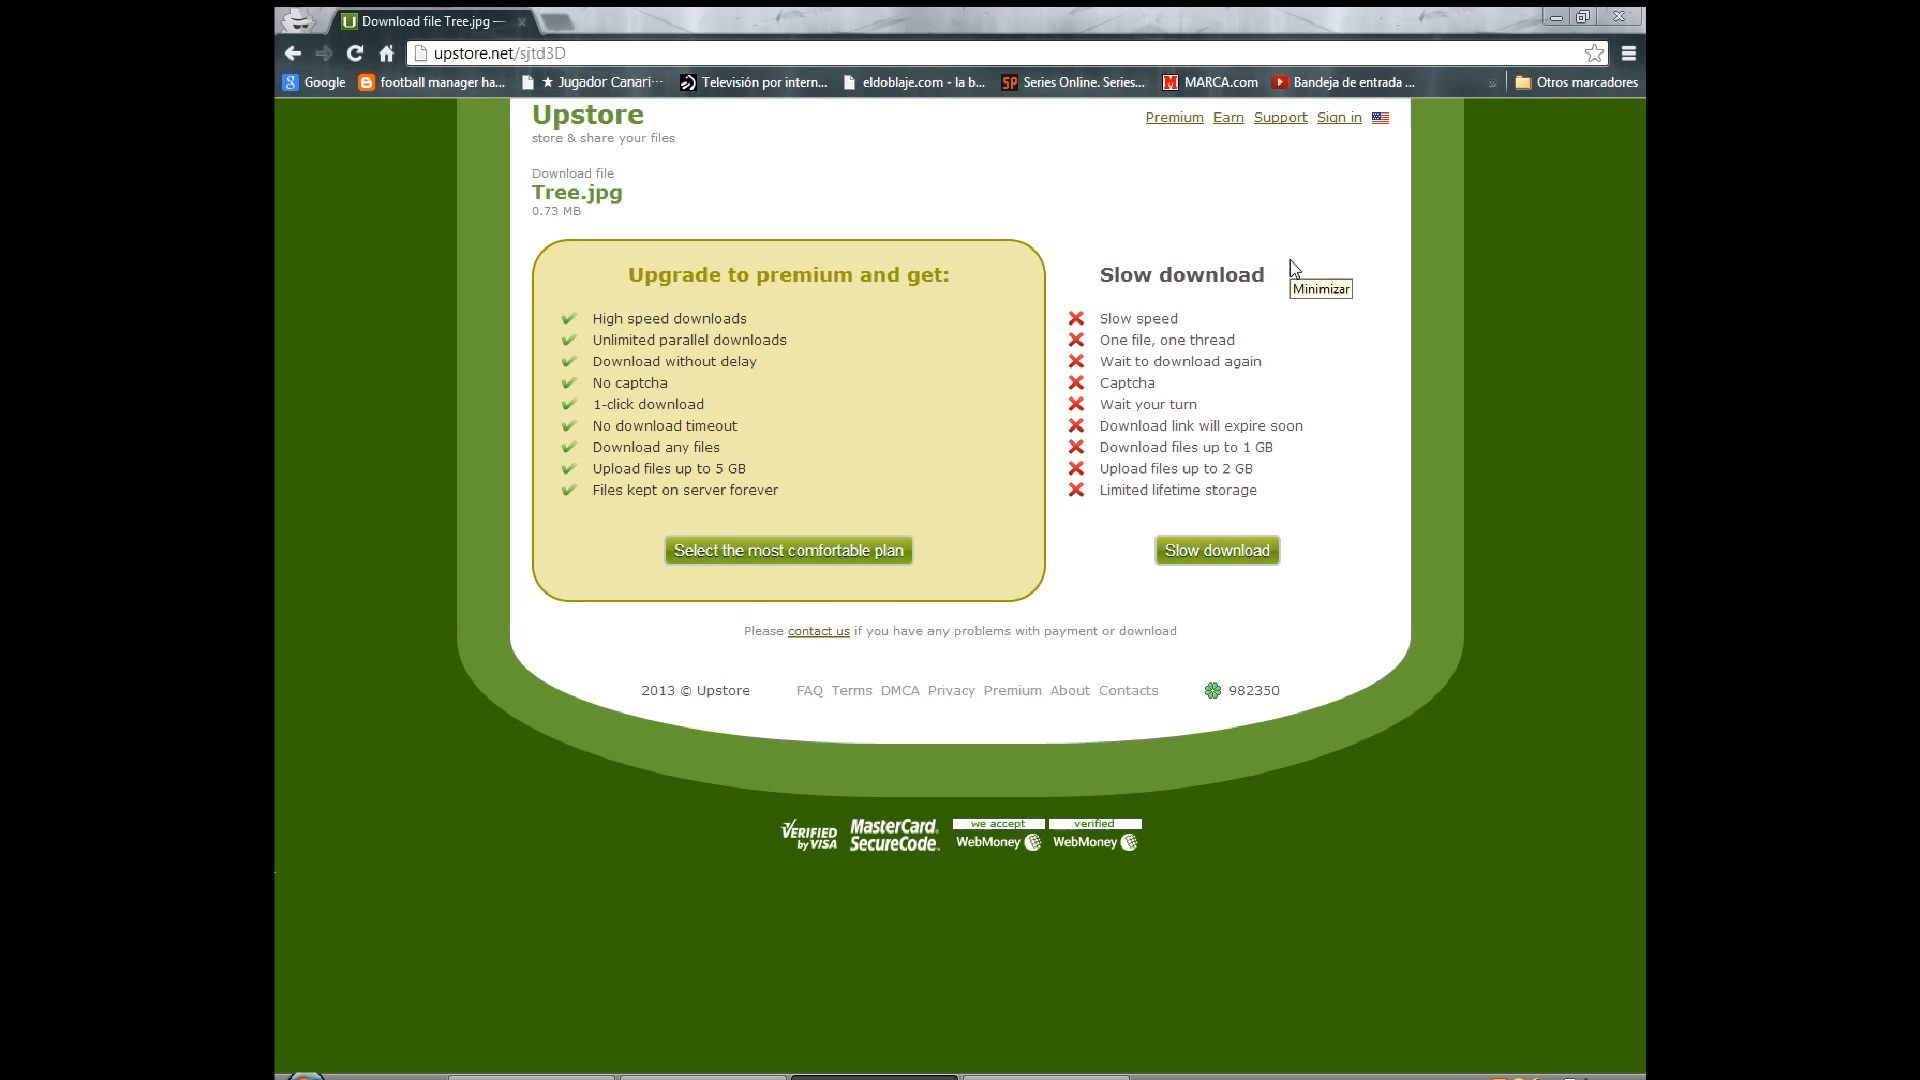 Download file Tree.jpg —
upstore.net/sjtd3D
Google football manager ha... ★ Jugador Canari... Televisión por intern... eldoblaje.com - la b... Series Online. Series... MARCA.com Bandeja de entrada ... » Otros marcadores
Upstore
store & share your files
Premium Earn Support Sign in
Download file
Tree.jpg
0.73 MB
Upgrade to premium and get:
High speed downloads
Unlimited parallel downloads
Download without delay
No captcha
1-click download
No download timeout
Download any files
Upload files up to 5 GB
Files kept on server forever
Select the most comfortable plan
Slow download
Minimizar
Slow speed
One file, one thread
Wait to download again
Captcha
Wait your turn
Download link will expire soon
Download files up to 1 GB
Upload files up to 2 GB
Limited lifetime storage
Slow download
Please contact us if you have any problems with payment or download
2013 © Upstore FAQ Terms DMCA Privacy Premium About Contacts 982350
VERIFIED by VISA
MasterCard. SecureCode.
we accept
WebMoney
verified
WebMoney